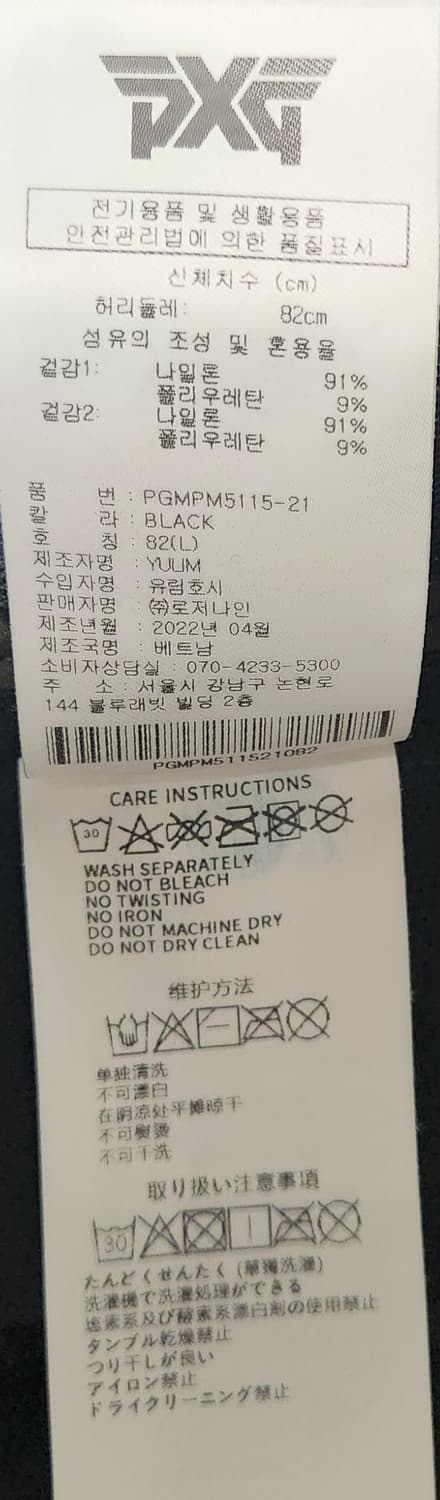 PXG
전기용품 및 생활용품
안전관리법에 의한 품질표시
신체치수 (cm)
허리둘레: 82cm
섬유의 조성 및 혼용율
겉감1: 나일론 91%
폴리우레탄 9%
겉감2: 나일론 91%
폴리우레탄 9%
품 번 : PGMPM5115-21
칼 라 : BLACK
호 칭 : 82(L)
제조자명 : YULIM
수입자명 : 유림호시
판매자명 : ㈜로저나인
제조년월 : 2022년 04월
제조국명 : 베트남
소비자상담실 : 070-4233-5300
주 소 : 서울시 강남구 논현로
144 블루래빗 빌딩 2층
PGMPM511521082
CARE INSTRUCTIONS
30
WASH SEPARATELY
DO NOT BLEACH
NO TWISTING
NO IRON
DO NOT MACHINE DRY
DO NOT DRY CLEAN
维护方法
单独清洗
不可漂白
在阴凉处平摊晾干
不可熨烫
不可干洗
取り扱い注意事項
30
たんどくせんたく (單獨洗濯)
洗濯機で洗濯処理ができる
塩素系及び酸素系漂白剤の使用禁止
タンブル乾燥禁止
つり干しが良い
アイロン禁止
ドライクリーニング禁止